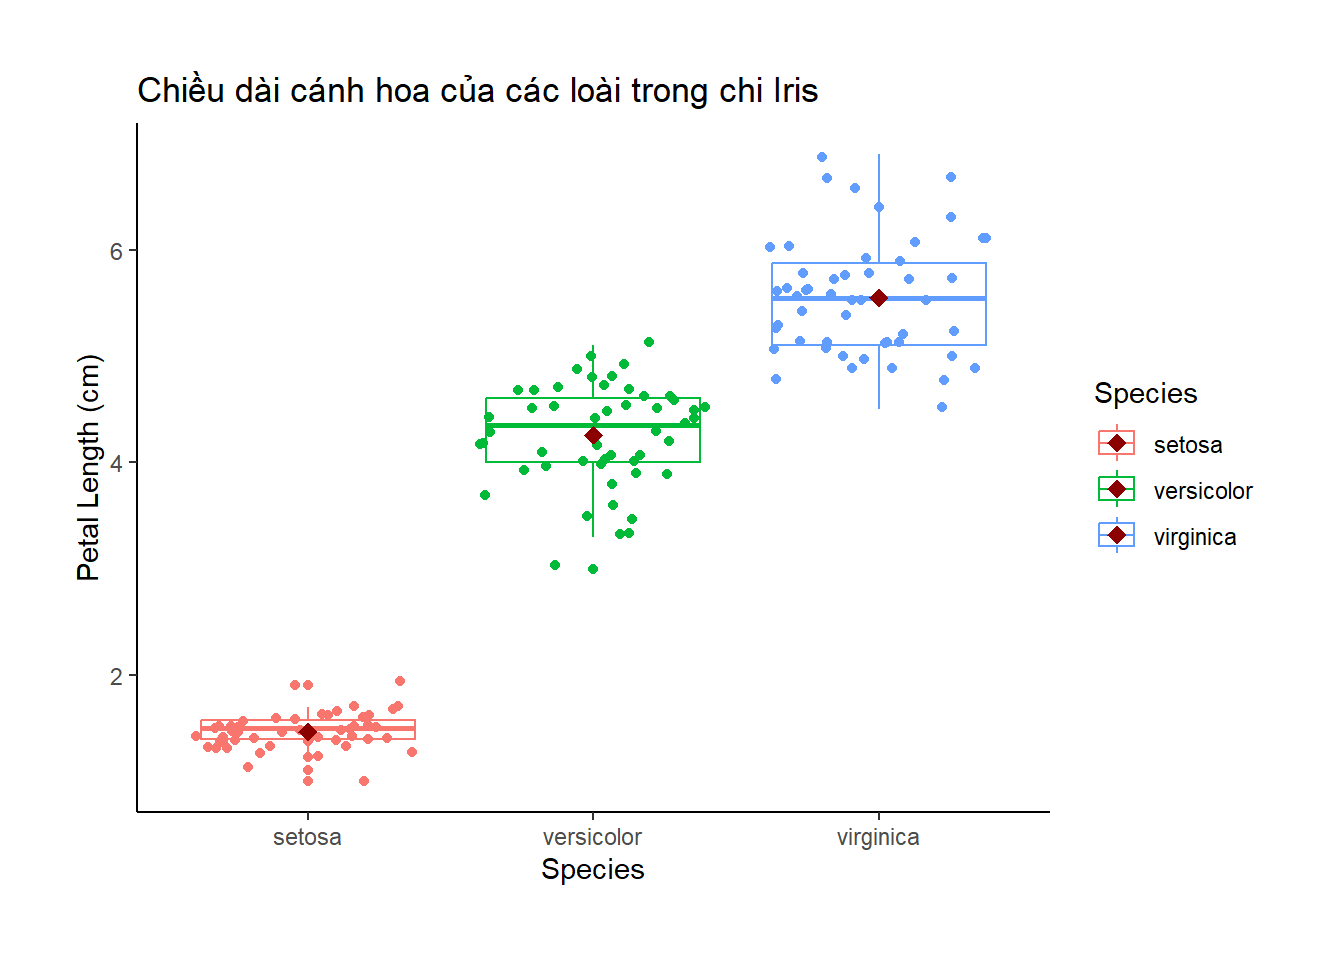 Chiều dài cánh hoa của các loài trong chi Iris
Petal Length (cm)
6
4
2
setosa
versicolor
virginica
Species
Species
setosa
versicolor
virginica